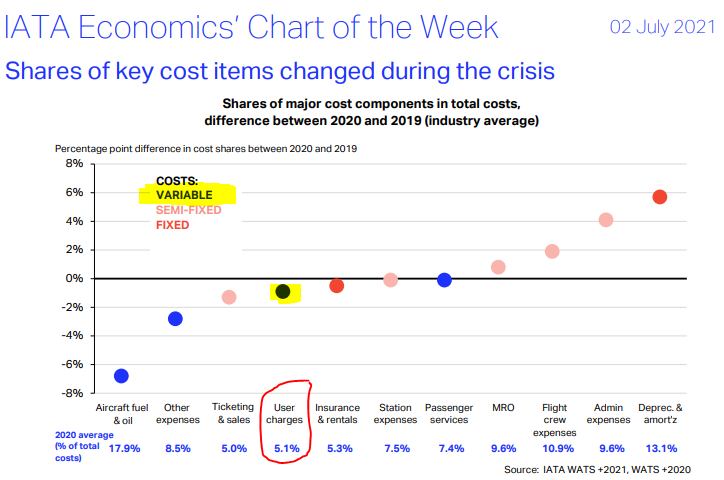 IATA Economics' Chart of the Week
02 July 2021
Shares of key cost items changed during the crisis
Shares of major cost components in total costs,
difference between 2020 and 2019 (industry average)
Percentage point difference in cost shares between 2020 and 2019
8%
6%
4%
2%
0%
-2%
-4%
-6%
-8%
COSTS:
VARIABLE
SEMI-FIXED
FIXED
Aircraft fuel
& oil
Other
expenses
Ticketing
& sales
User
charges
Insurance
& rentals
Station
expenses
Passenger
services
MRO
Flight
crew
expenses
Admin
expenses
Deprec. &
amort'z
2020 average
(% of total
costs)
17.9% 8.5% 5.0% 5.1% 5.3% 7.5% 7.4% 9.6% 10.9% 9.6% 13.1%
Source: IATA WATS +2021, WATS +2020